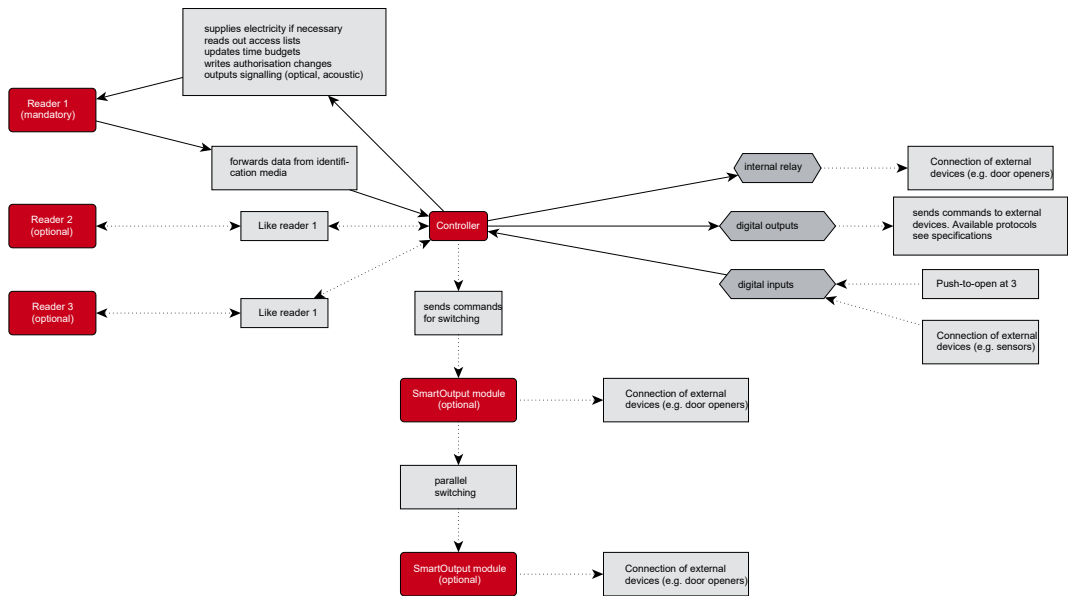 supplies electricity if necessary
reads out access lists
updates time budgets
writes authorisation changes
outputs signalling (optical, acoustic)
Reader 1
(mandatory)
forwards data from identifi-
cation media
internal relay
Connection of external
devices (e.g. door openers)
Reader 2
(optional)
Like reader 1
Controller
digital outputs
sends commands to external
devices. Available protocols
see specifications
digital inputs
Push-to-open at 3
Reader 3
(optional)
Like reader 1
sends commands
for switching
Connection of external
devices (e.g. sensors)
SmartOutput module
(optional)
Connection of external
devices (e.g. door openers)
parallel
switching
SmartOutput module
(optional)
Connection of external
devices (e.g. door openers)